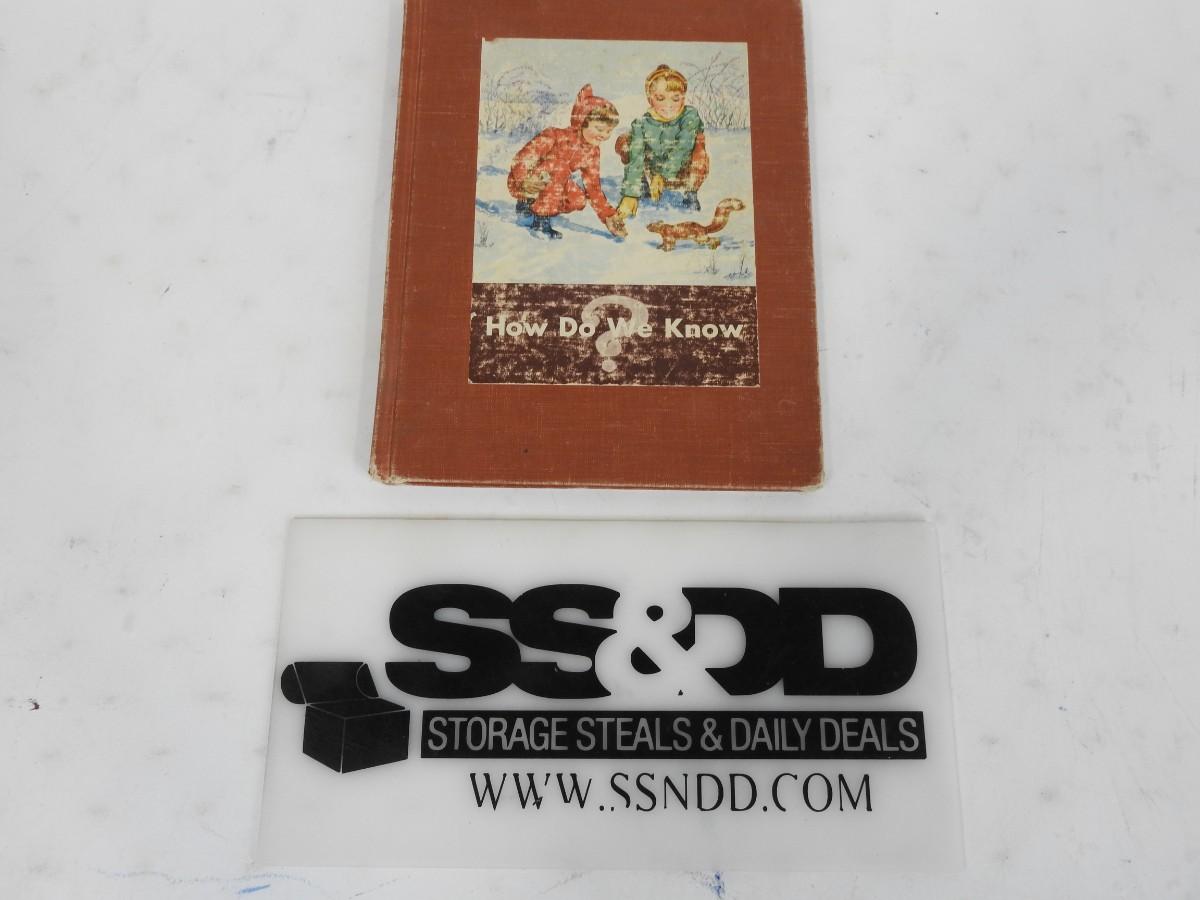 How Do We Know
?
SS&DD
STORAGE STEALS & DAILY DEALS
WWW.SSNDD.COM